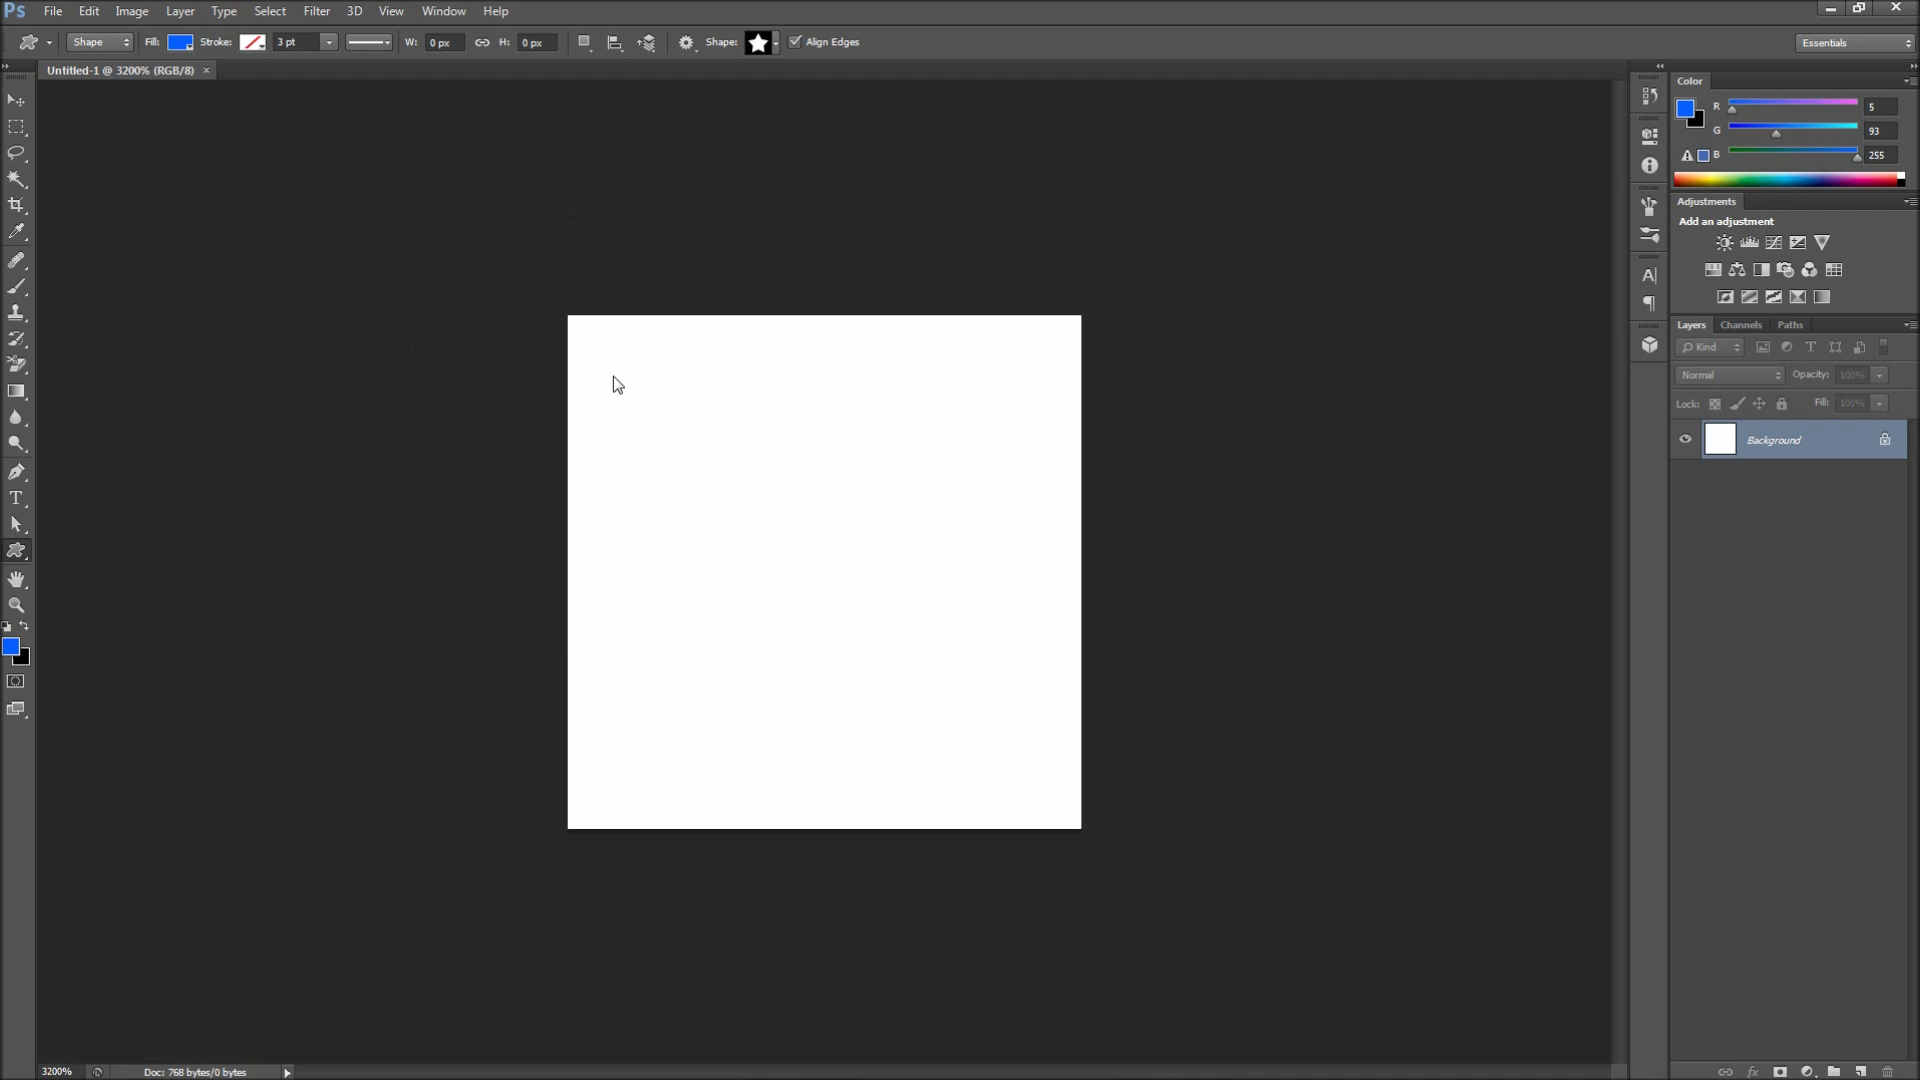 Ps File Edit Image Layer Type Select Filter 3D View Window Help
Shape Fill: Stroke: 3 pt W: 0 px H: 0 px Shape: Align Edges Essentials
Untitled-1 @ 3200% (RGB/8) ×
Color
R 5
G 93
B 255
Adjustments
Add an adjustment
Layers Channels Paths
Kind T
Normal Opacity: 100%
Lock: Fill: 100%
Background
A
¶
T
fx
3200% Doc: 768 bytes/0 bytes